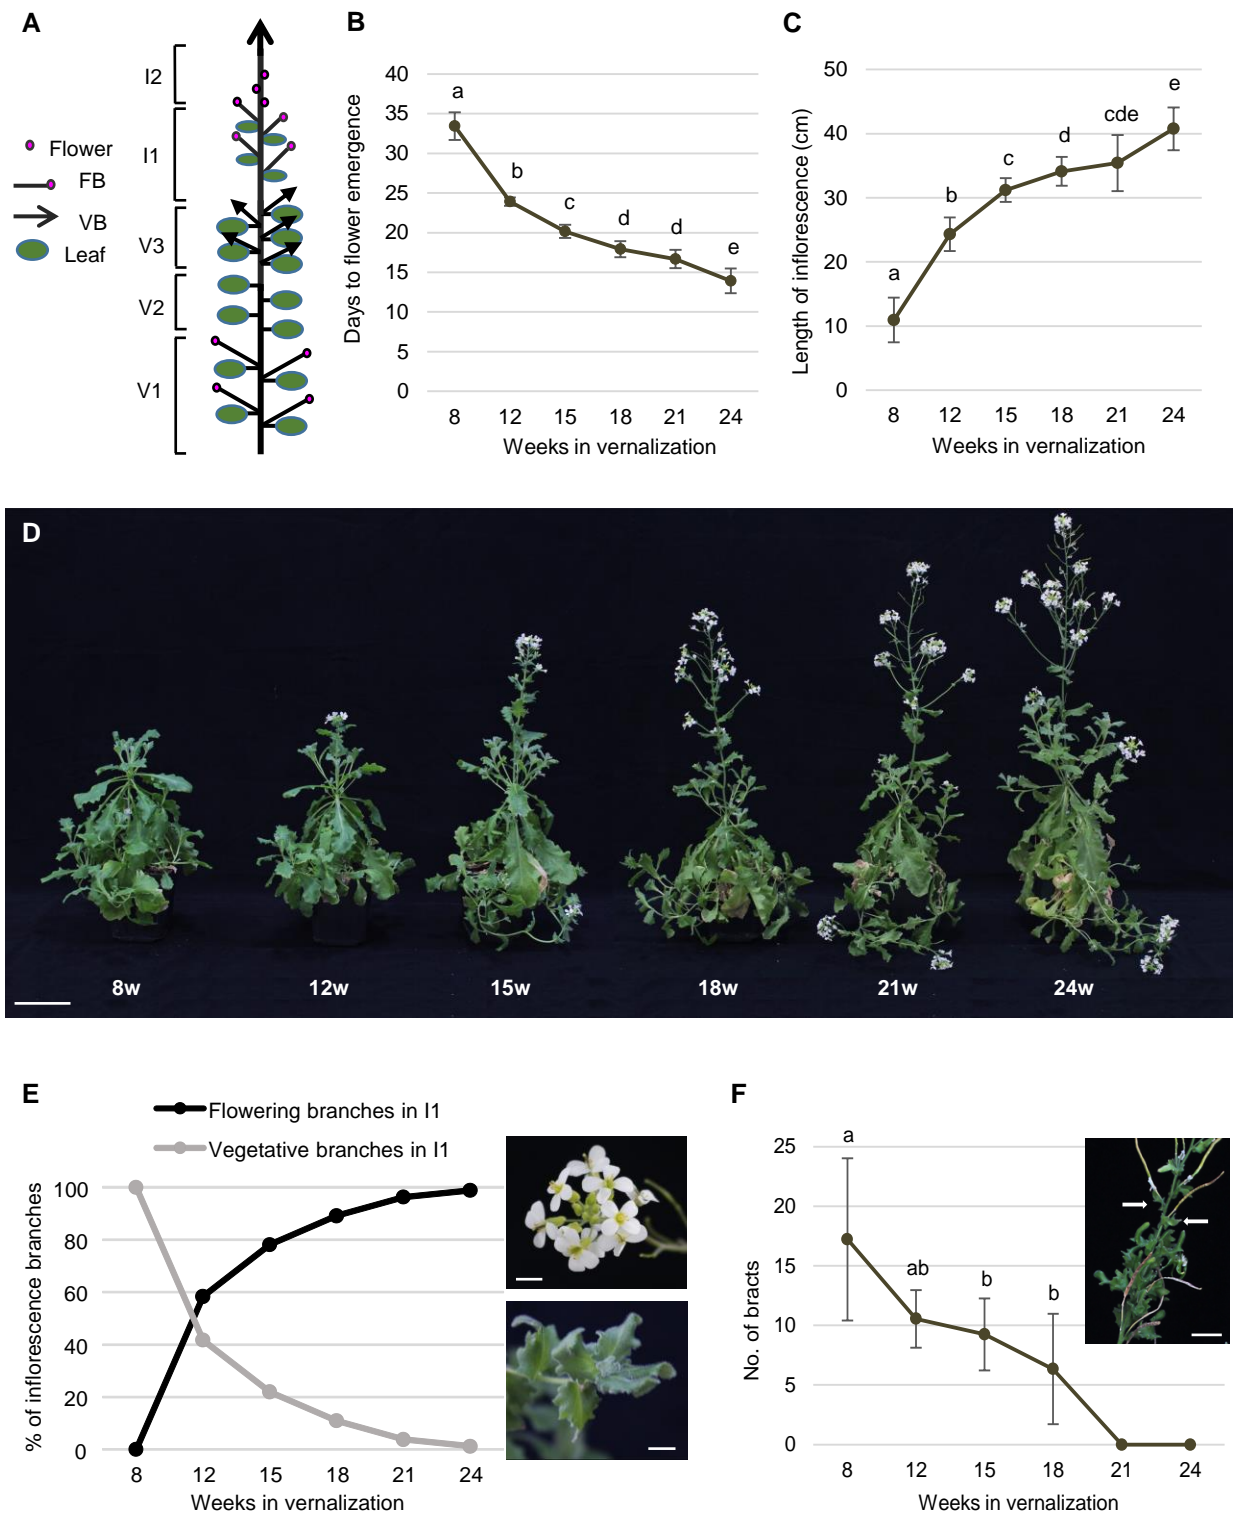 A
I2
I1
V3
V2
V1
Flower
FB
VB
Leaf
B
Days to flower emergence
40
35
30
25
20
15
10
5
0
a
b
c
d
d
e
8 12 15 18 21 24
Weeks in vernalization
C
Length of inflorescence (cm)
50
40
30
20
10
0
a
b
c
d
cde
e
8 12 15 18 21 24
Weeks in vernalization
D
8w 12w 15w 18w 21w 24w
E
Flowering branches in I1
Vegetative branches in I1
% of inflorescence branches
100
80
60
40
20
0
8 12 15 18 21 24
Weeks in vernalization
F
No. of bracts
25
20
15
10
5
0
a
ab
b
b
8 12 15 18 21 24
Weeks in vernalization